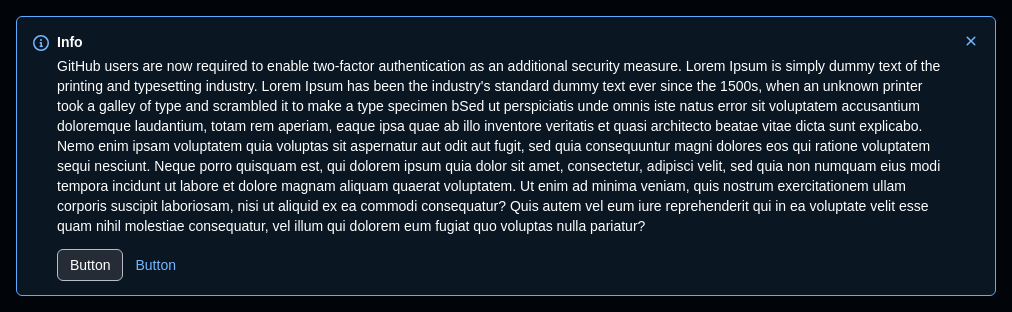 Info
GitHub users are now required to enable two-factor authentication as an additional security measure. Lorem Ipsum is simply dummy text of the
printing and typesetting industry. Lorem Ipsum has been the industry's standard dummy text ever since the 1500s, when an unknown printer
took a galley of type and scrambled it to make a type specimen bSed ut perspiciatis unde omnis iste natus error sit voluptatem accusantium
doloremque laudantium, totam rem aperiam, eaque ipsa quae ab illo inventore veritatis et quasi architecto beatae vitae dicta sunt explicabo.
Nemo enim ipsam voluptatem quia voluptas sit aspernatur aut odit aut fugit, sed quia consequuntur magni dolores eos qui ratione voluptatem
sequi nesciunt. Neque porro quisquam est, qui dolorem ipsum quia dolor sit amet, consectetur, adipisci velit, sed quia non numquam eius modi
tempora incidunt ut labore et dolore magnam aliquam quaerat voluptatem. Ut enim ad minima veniam, quis nostrum exercitationem ullam
corporis suscipit laboriosam, nisi ut aliquid ex ea commodi consequatur? Quis autem vel eum iure reprehenderit qui in ea voluptate velit esse
quam nihil molestiae consequatur, vel illum qui dolorem eum fugiat quo voluptas nulla pariatur?
Button Button